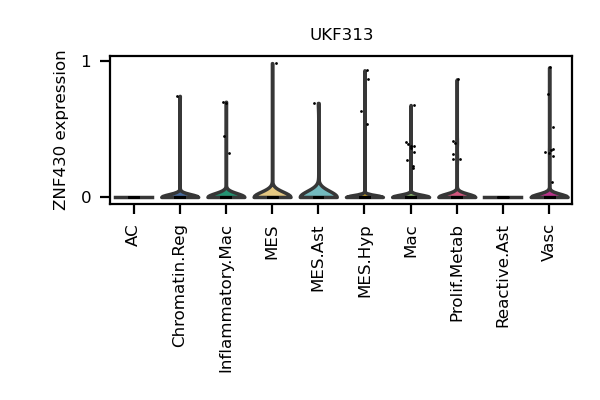 UKF313
ZNF430 expression
1
0
AC
Chromatin.Reg
Inflammatory.Mac
MES
MES.Ast
MES.Hyp
Mac
Prolif.Metab
Reactive.Ast
Vasc